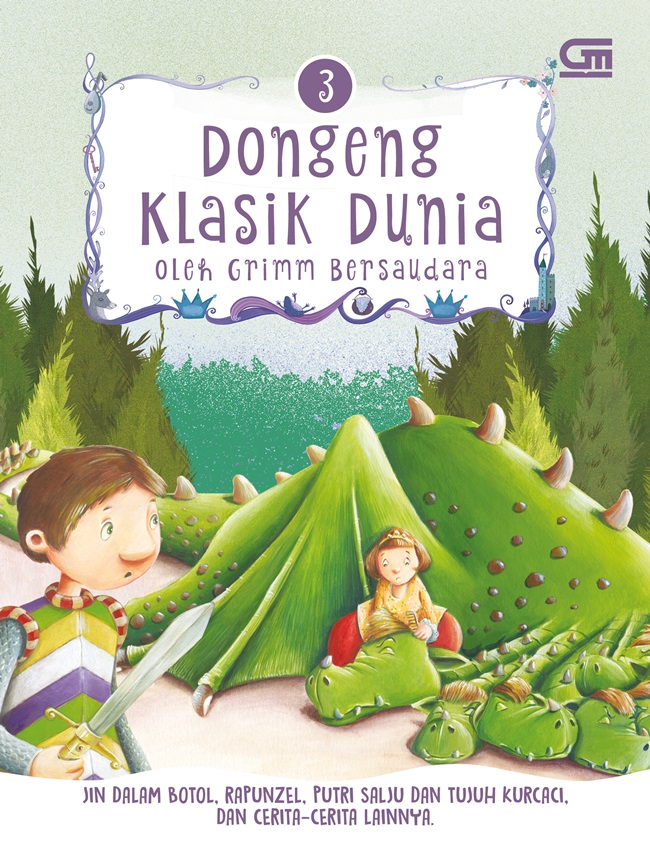 GM
3
Dongeng
Klasik Dunia
oleh Grimm Bersaudara
JIN DALAM BOTOL, RAPUNZEL, PUTRI SALJU DAN TUJUH KURCACI,
DAN CERITA-CERITA LAINNYA.